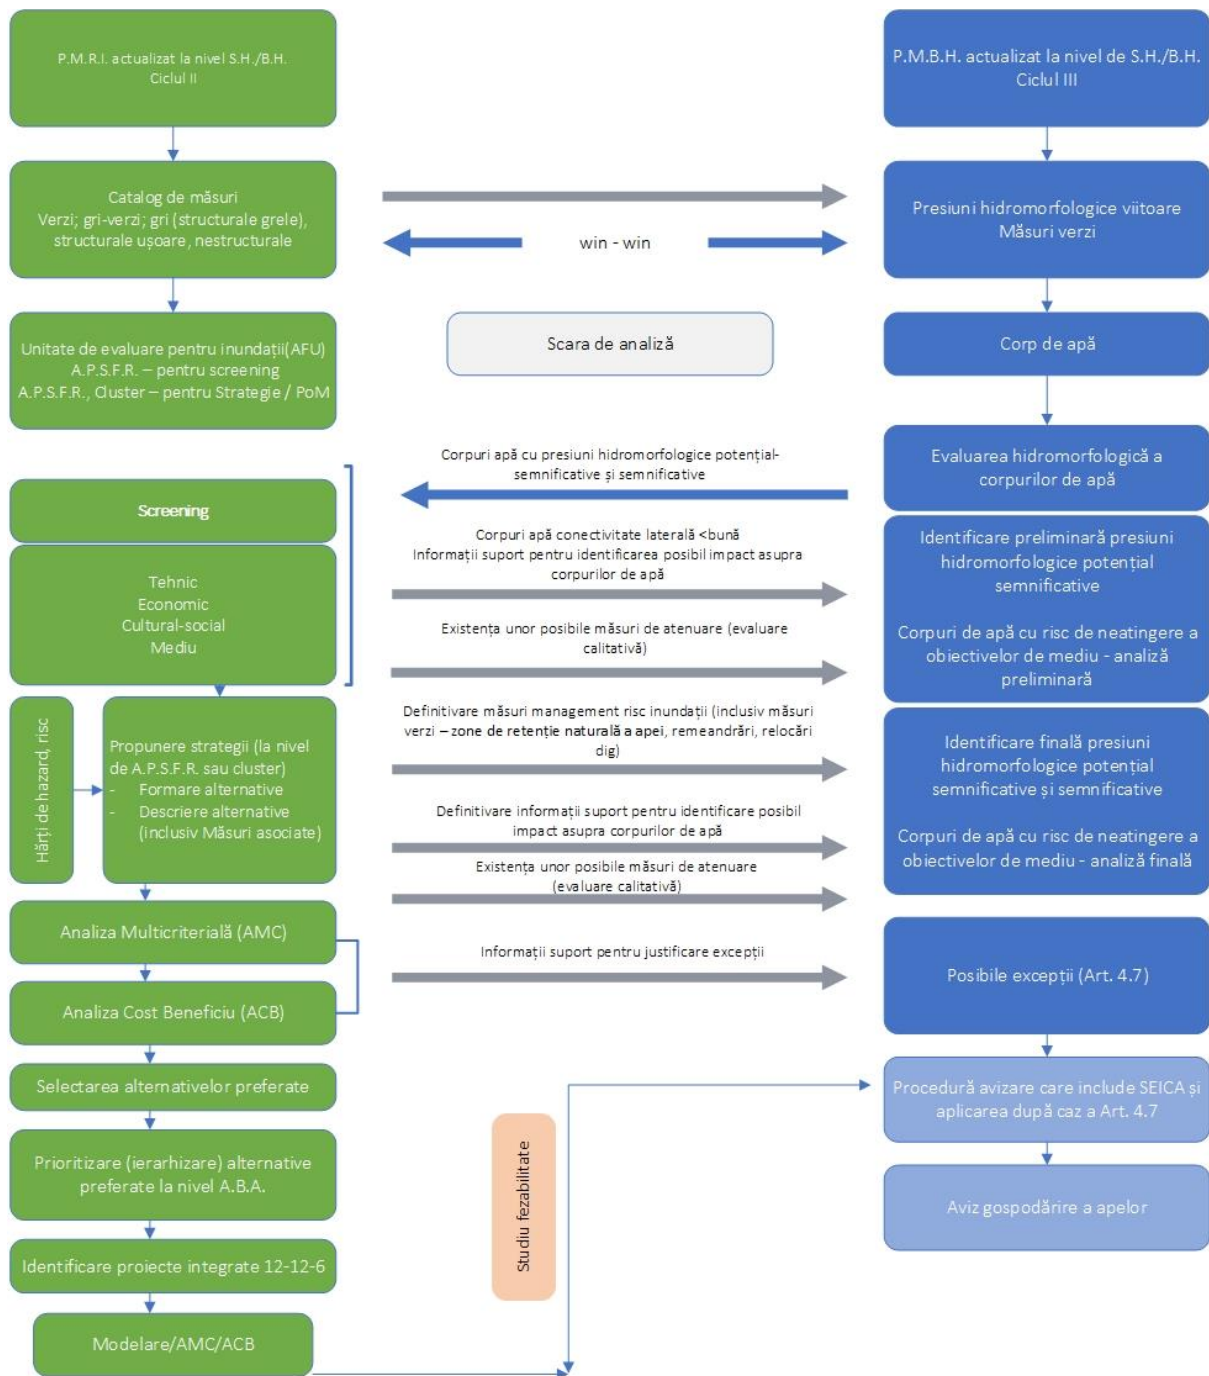 P.M.R.I. actualizat la nivel S.H./B.H.
Ciclul II
P.M.B.H. actualizat la nivel de S.H./B.H.
Ciclul III
Catalog de măsuri
Verzi; gri-verzi; gri (structurale grele),
structurale ușoare, nestructurale
win - win
Presiuni hidromorfologice viitoare
Măsuri verzi
Unitate de evaluare pentru inundații(AFU)
A.P.S.F.R. – pentru screening
A.P.S.F.R., Cluster – pentru Strategie / PoM
Scara de analiză
Corp de apă
Corpuri apă cu presiuni hidromorfologice potențial-
semnificative și semnificative
Evaluarea hidromorfologică a
corpurilor de apă
Screening
Tehnic
Economic
Cultural-social
Mediu
Corpuri apă conectivitate laterală <bună
Informații suport pentru identificarea posibil impact asupra
corpurilor de apă
Existența unor posibile măsuri de atenuare (evaluare
calitativă)
Identificare preliminară presiuni
hidromorfologice potențial
semnificative
Corpuri de apă cu risc de neatingere a
obiectivelor de mediu - analiză
preliminară
Hărți de hazard, risc
Propunere strategii (la nivel
de A.P.S.F.R. sau cluster)
- Formare alternative
- Descriere alternative
(inclusiv Măsuri asociate)
Definitivare măsuri management risc inundații (inclusiv măsuri
verzi – zone de retenție naturală a apei, remeandrări, relocări
dig)
Definitivare informații suport pentru identificare posibil
impact asupra corpurilor de apă
Existența unor posibile măsuri de atenuare
(evaluare calitativă)
Identificare finală presiuni
hidromorfologice potențial
semnificative și semnificative
Corpuri de apă cu risc de neatingere a
obiectivelor de mediu - analiză finală
Analiza Multicriterială (AMC)
Analiza Cost Beneficiu (ACB)
Informații suport pentru justificare excepții
Posibile excepții (Art. 4.7)
Selectarea alternativelor preferate
Prioritizare (ierarhizare) alternative
preferate la nivel A.B.A.
Identificare proiecte integrate 12-12-6
Modelare/AMC/ACB
Studiu fezabilitate
Procedură avizare care include SEICA și
aplicarea după caz a Art. 4.7
Aviz gospodărire a apelor